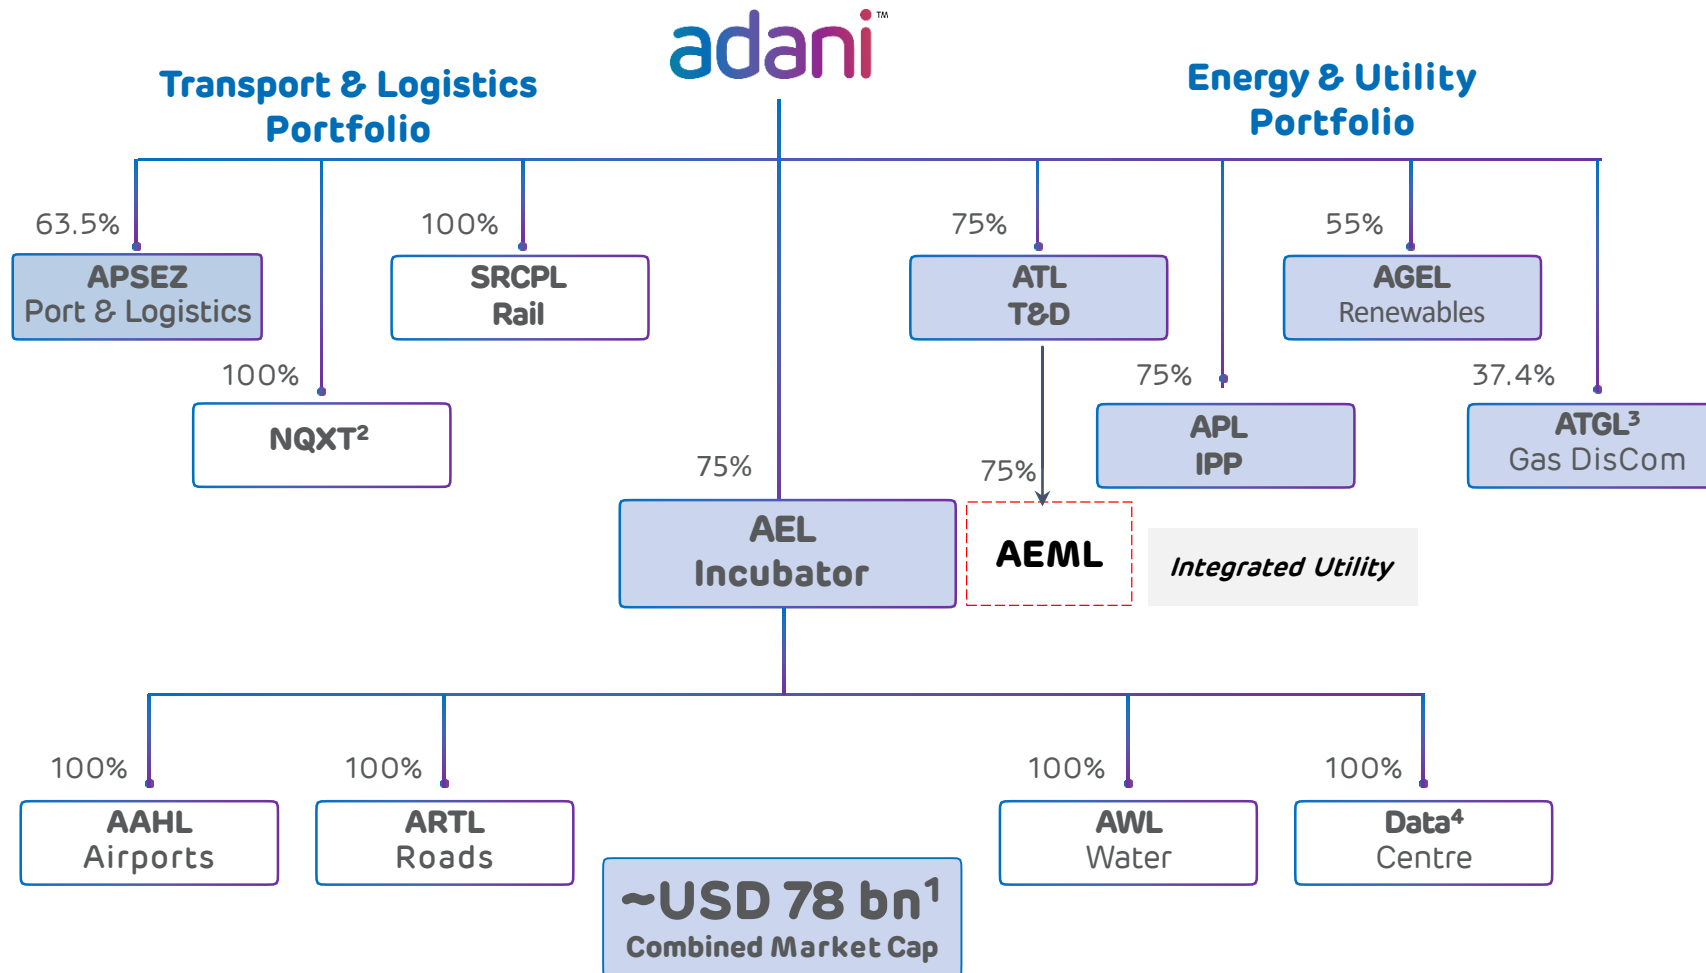 adani™
Transport & Logistics
Portfolio
Energy & Utility
Portfolio
63.5%
100%
75%
55%
APSEZ
Port & Logistics
SRCPL
Rail
ATL
T&D
AGEL
Renewables
100%
75%
37.4%
NQXT²
APL
IPP
ATGL³
Gas DisCom
75%
75%
AEL
Incubator
AEML
Integrated Utility
100%
100%
100%
100%
AAHL
Airports
ARTL
Roads
AWL
Water
Data⁴
Centre
~USD 78 bn¹
Combined Market Cap